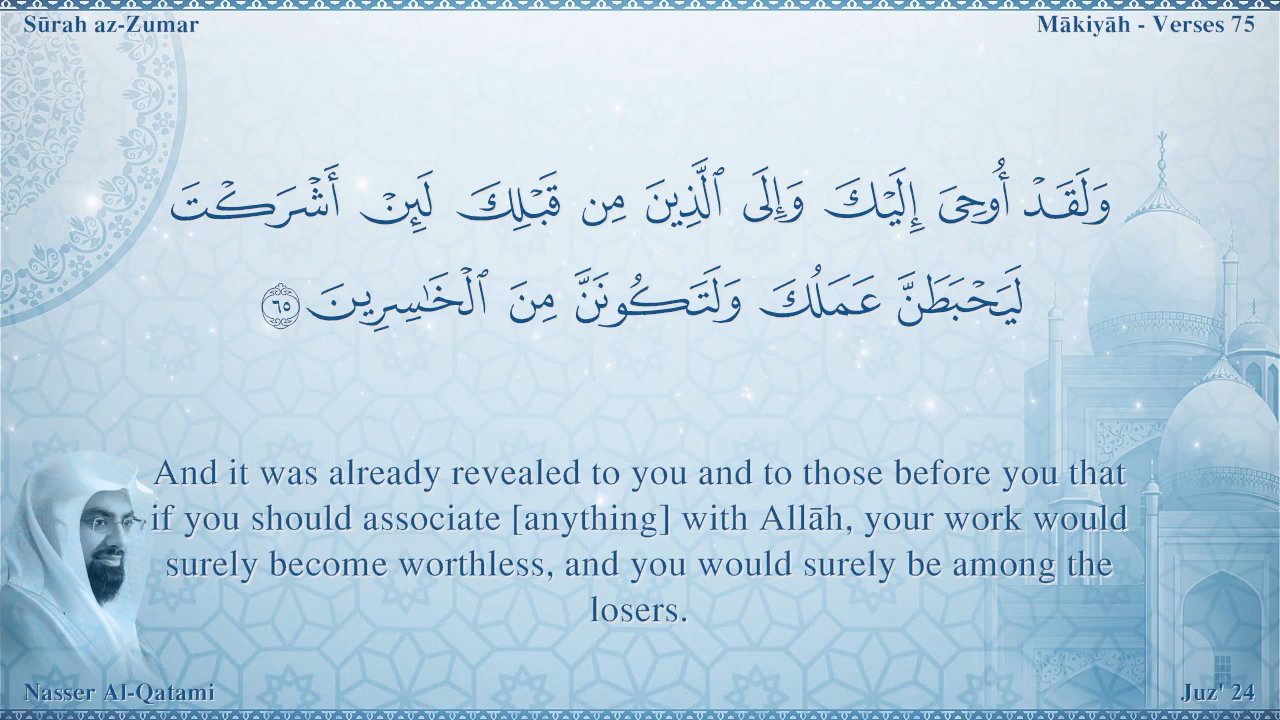 Sūrah az-Zumar
Mākiyāh - Verses 75
وَلَقَدْ أُوحِىَ إِلَيْكَ وَإِلَى ٱلَّذِينَ مِن قَبْلِكَ لَئِنْ أَشْرَكْتَ
لَيَحْبَطَنَّ عَمَلُكَ وَلَتَكُونَنَّ مِنَ ٱلْخَـٰسِرِينَ ٦٥
And it was already revealed to you and to those before you that
if you should associate [anything] with Allāh, your work would
surely become worthless, and you would surely be among the
losers.
Nasser Al-Qatami
Juz' 24